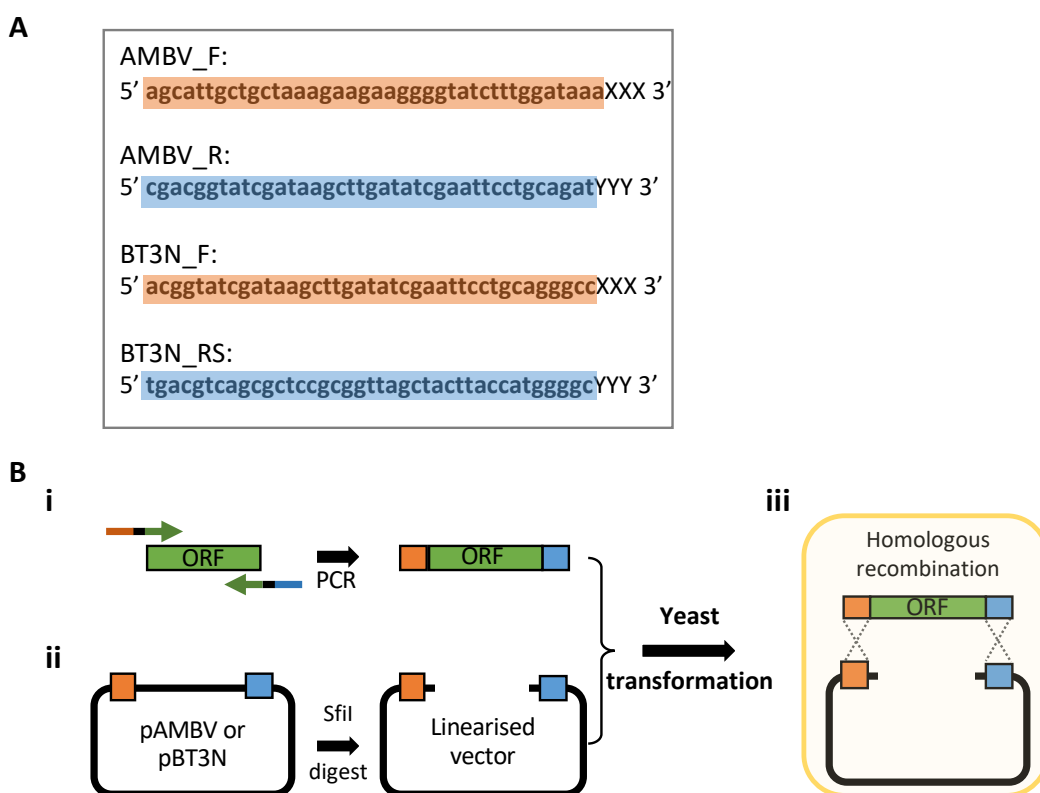 A
AMBV_F:
5’ agcattgctgctaaagaagaaggggtatctttggataaaXXX 3’
AMBV_R:
5’ cgacggtatcgataagcttgatatcgaattcctgcagatYYY 3’
BT3N_F:
5’ acggtatcgataagcttgatatcgaattcctgcagggccXXX 3’
BT3N_RS:
5’ tgacgtcagcgctccgcggttagctacttaccatggggcYYY 3’
B
i
ORF
PCR
ORF
ii
pAMBV or
pBT3N
SfiI
digest
Linearised
vector
Yeast
transformation
iii
Homologous
recombination
ORF